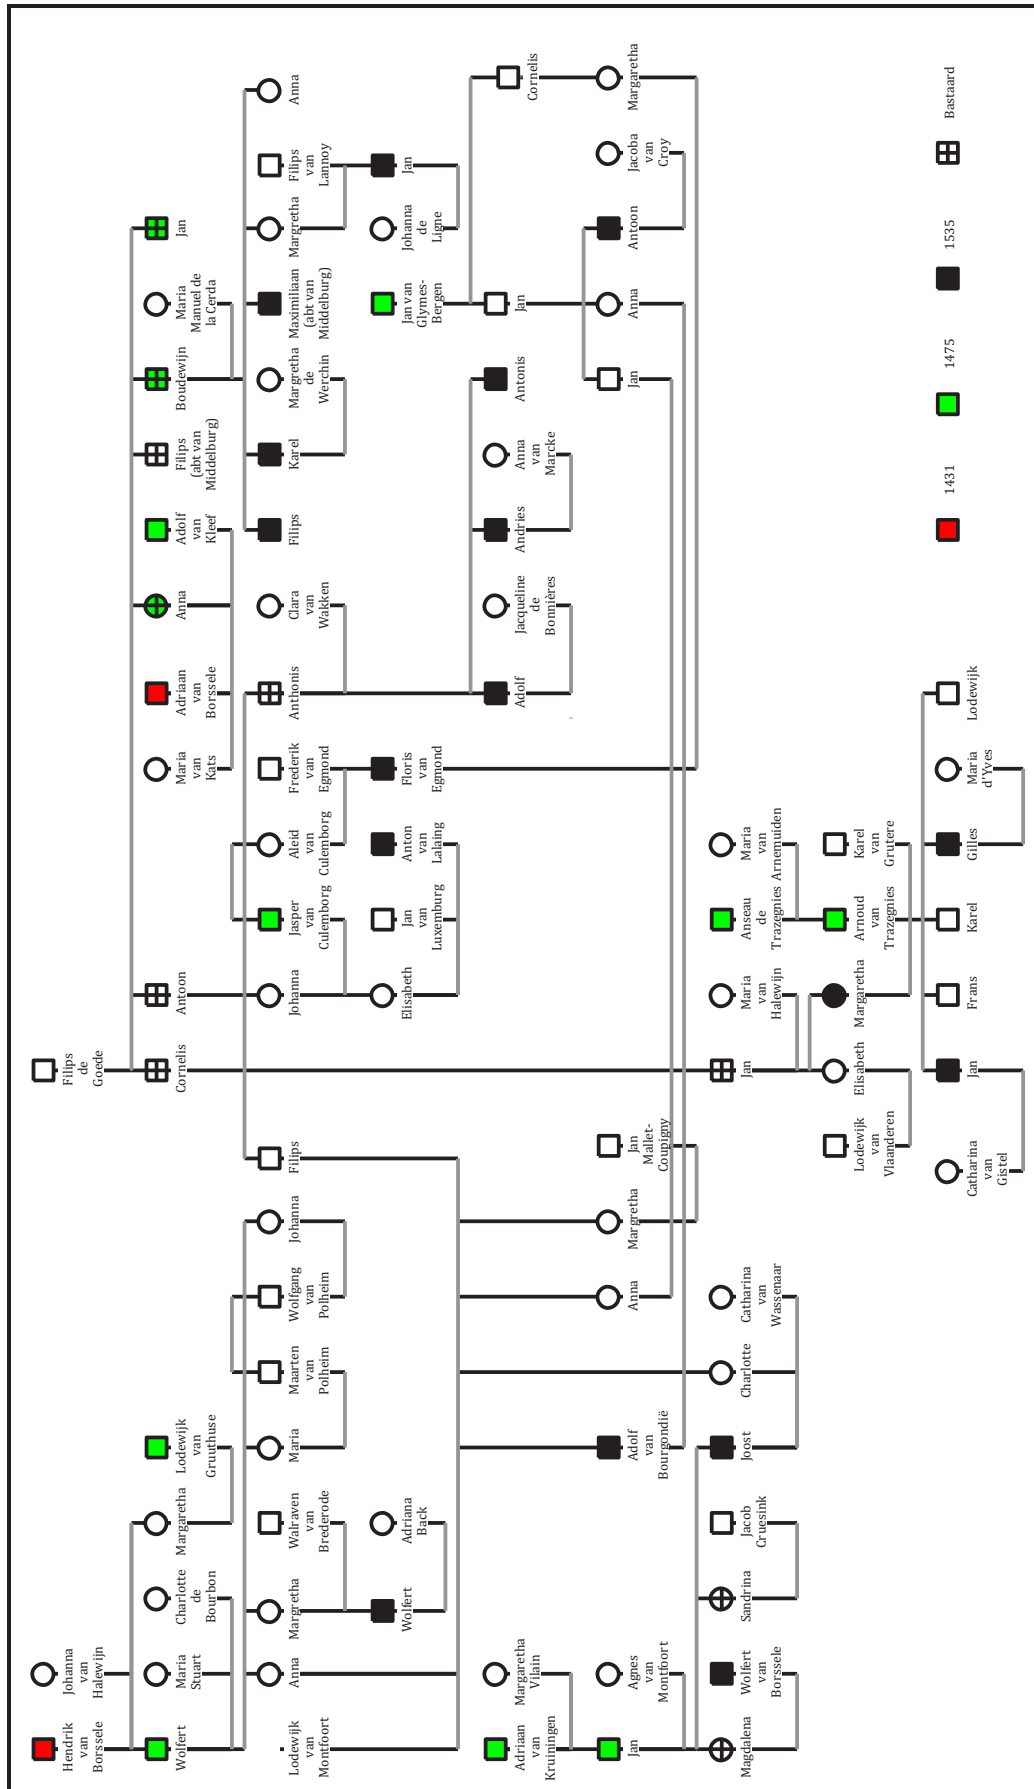 Filips
de
Goede
Johanna
van
Halewijn
Hendrik
van
Borssele
Jan
Maria
Manuel de
la Cerda
Boudewijn
Filips
(abt van
Middelburg)
Adolf
van
Kleef
Anna
Adriaan
van
Borssele
Maria
van
Kats
Antoon
Cornelis
Lodewijk
van
Gruuthuse
Margaretha
Charlotte
de
Bourbon
Maria
Stuart
Wolfert
Anna
Filips
van
Lannoy
Margretha
Maximiliaan
(abt van
Middelburg)
Margretha
de
Werchin
Karel
Filips
Clara
van
Wakken
Anthonis
Frederik
van
Egmond
Aleid
van
Culemborg
Jasper
van
Culemborg
Johanna
Filips
Johanna
Wolfgang
van
Polheim
Maarten
van
Polheim
Maria
Walraven
van
Brederode
Margretha
Anna
Lodewijk
van
Montfoort
Jan
Johanna
de
Ligne
Jan van
Glymes-
Bergen
Floris
van
Egmond
Anton
van
Lalaing
Jan
van
Luxemburg
Elisabeth
Adriana
Back
Wolfert
Cornelis
Jan
Antonis
Anna
van
Marcke
Andries
Jacqueline
de
Bonnières
Adolf
Margaretha
Vilain
Adriaan
van
Kruiningen
Margaretha
Jacoba
van
Croy
Antoon
Anna
Jan
Jan
Mallet-
Coupigny
Margretha
Anna
Adolf
van
Bourgondië
Agnes
van
Montfoort
Jan
Maria
van
Arnemuiden
Anseau
de
Trazegnies
Maria
van
Halewijn
Jan
Catharina
van
Wassenaar
Charlotte
Joost
Jacob
Cruesink
Sandrina
Wolfert
van
Borssele
Magdalena
Karel
van
Grutere
Arnoud
van
Trazegnies
Margaretha
Elisabeth
Lodewijk
van
Vlaanderen
Lodewijk
Maria
d'Yves
Gilles
Karel
Frans
Jan
Catharina
van
Gistel
1431
1475
1535
Bastaard